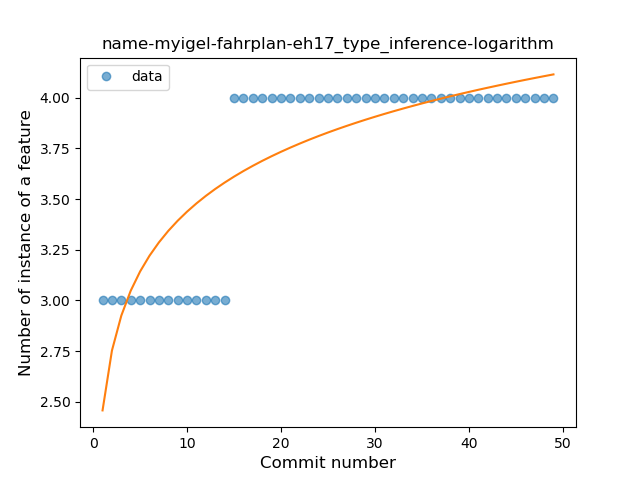 name-myigel-fahrplan-eh17_type_inference-logarithm
data
Number of instance of a feature
4.00
3.75
3.50
3.25
3.00
2.75
2.50
0 10 20 30 40 50
Commit number